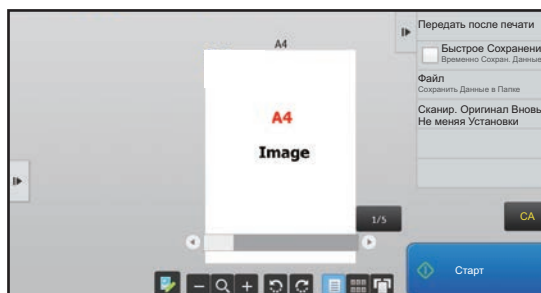 A4
A4
Image
1/5
Передать после печати
Быстрое Сохранени
Временно Сохран. Данные
Файл
Сохранить Данные в Папке
Сканир. Оригинал Вновь
Не меняя Установки
CA
Старт